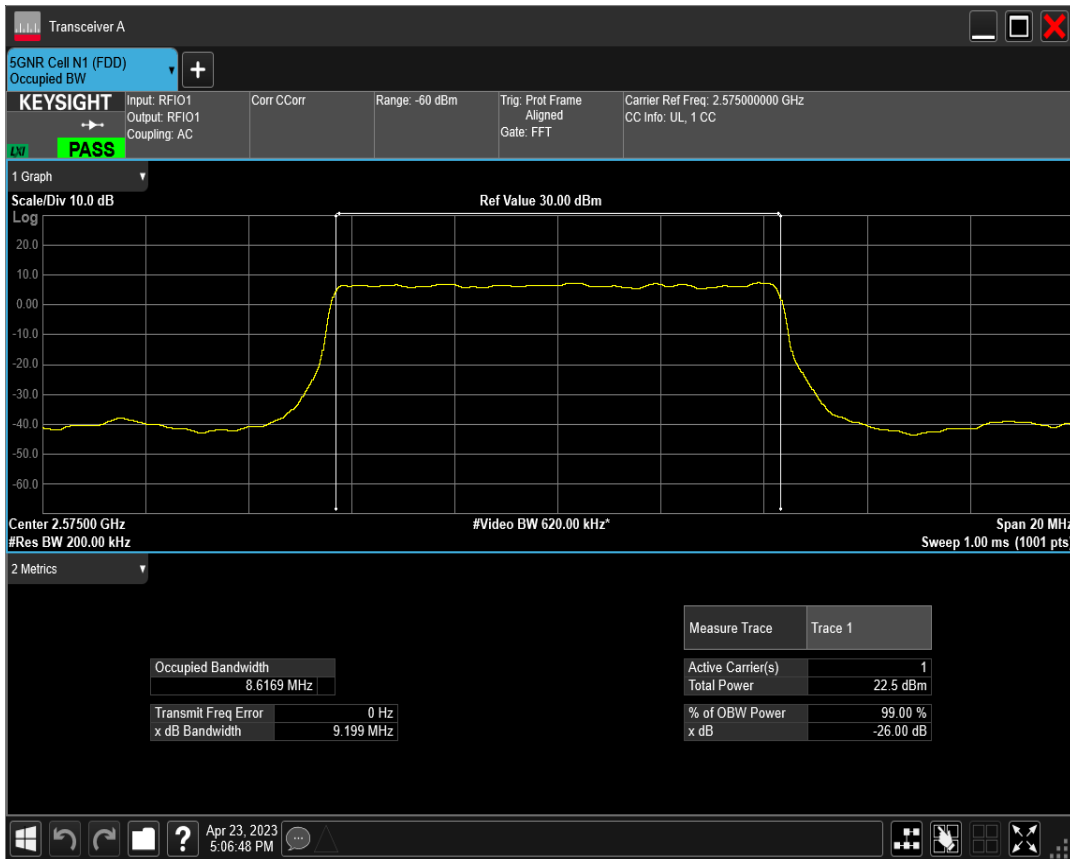 Transceiver A
5GNR Cell N1 (FDD)
Occupied BW
+
KEYSIGHT
LXI
PASS
Input: RFIO1
Output: RFIO1
Coupling: AC
Corr CCorr
Range: -60 dBm
Trig: Prot Frame
Aligned
Gate: FFT
Carrier Ref Freq: 2.575000000 GHz
CC Info: UL, 1 CC
1 Graph
Scale/Div 10.0 dB
Ref Value 30.00 dBm
Log
20.0
10.0
0.00
-10.0
-20.0
-30.0
-40.0
-50.0
-60.0
Center 2.57500 GHz
#Video BW 620.00 kHz*
Span 20 MHz
#Res BW 200.00 kHz
Sweep 1.00 ms (1001 pts)
2 Metrics
Measure Trace Trace 1
Occupied Bandwidth
8.6169 MHz
Active Carrier(s) 1
Total Power 22.5 dBm
Transmit Freq Error 0 Hz
x dB Bandwidth 9.199 MHz
% of OBW Power 99.00 %
x dB -26.00 dB
?
Apr 23, 2023
5:06:48 PM